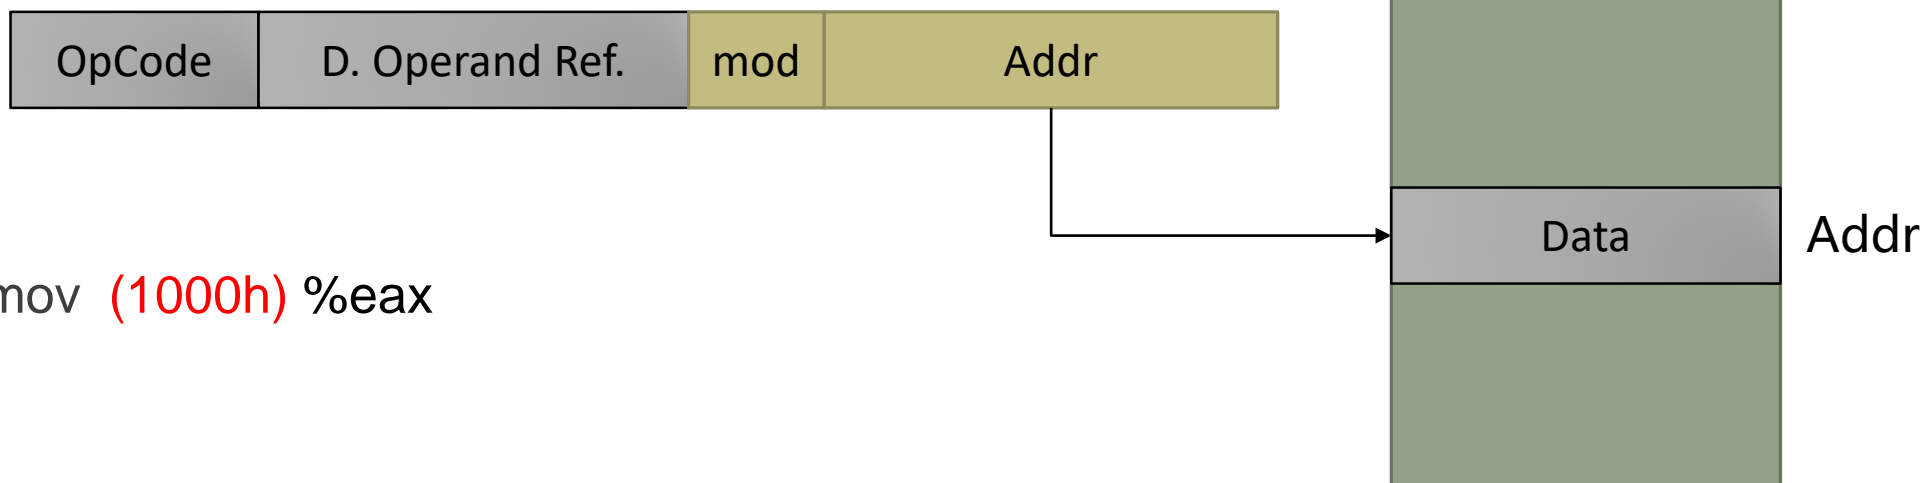 OpCode D. Operand Ref. mod Addr
Data Addr
mov (1000h) %eax